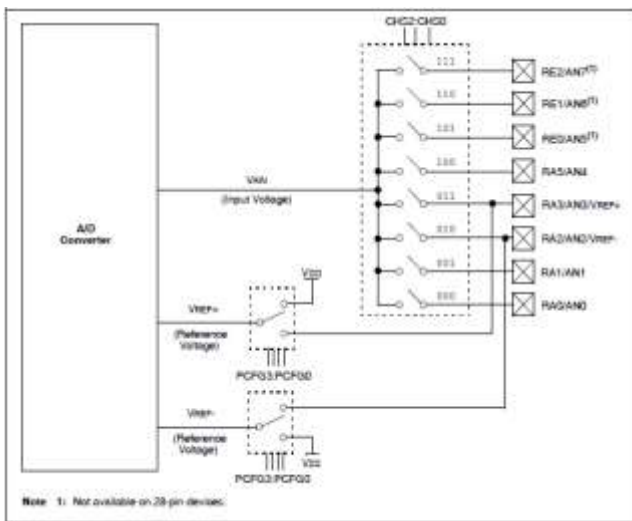 CHS2:CHS0
111
RE2/AN7(1)
110
RE1/AN6(1)
101
RE0/AN5(1)
100
RA5/AN4
VAIN
(Input Voltage)
011
RA3/AN3/VREF+
010
RA2/AN2/VREF-
A/D
Converter
001
RA1/AN1
VDD
000
RA0/AN0
VREF+
(Reference
Voltage)
PCFG3:PCFG0
VREF-
(Reference
Voltage)
VSS
PCFG3:PCFG0
Note 1: Not available on 28-pin devices.